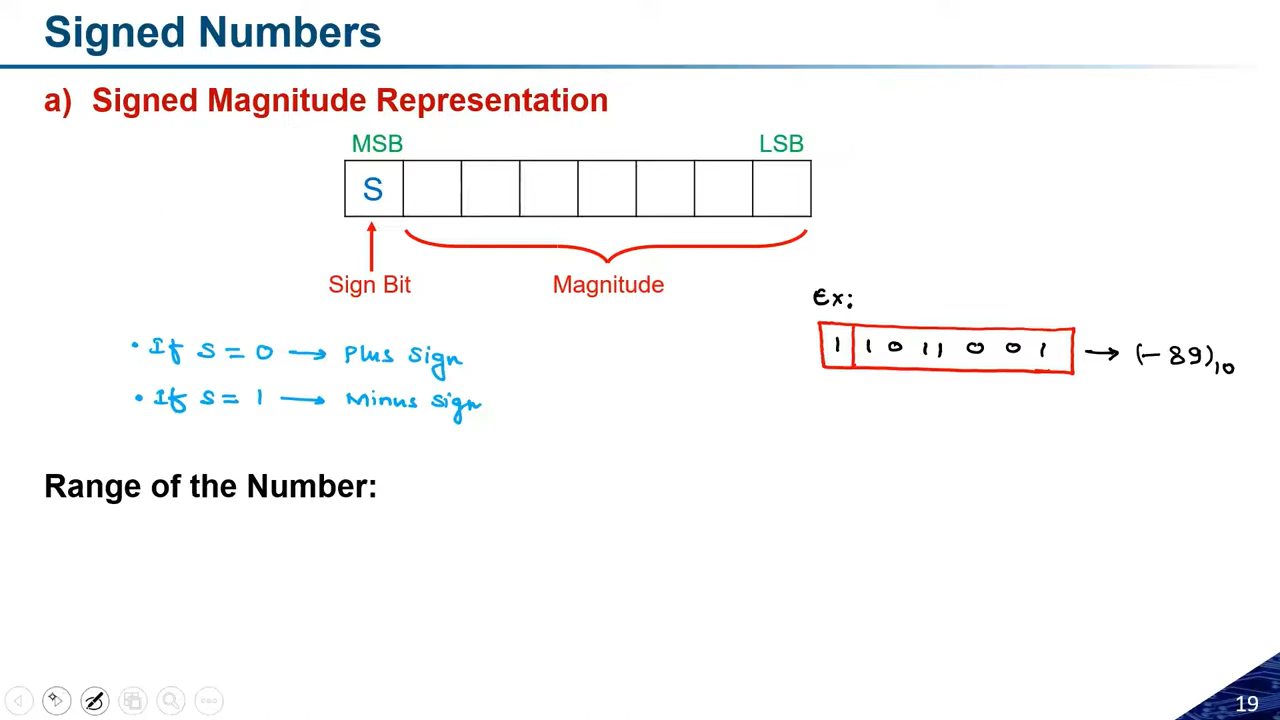 Signed Numbers
a) Signed Magnitude Representation
MSB LSB
S
Sign Bit Magnitude
Ex:
1 1 0 1 1 0 0 1 → (-89)10
• If S = 0 → Plus sign
• If S = 1 → Minus sign
Range of the Number:
19